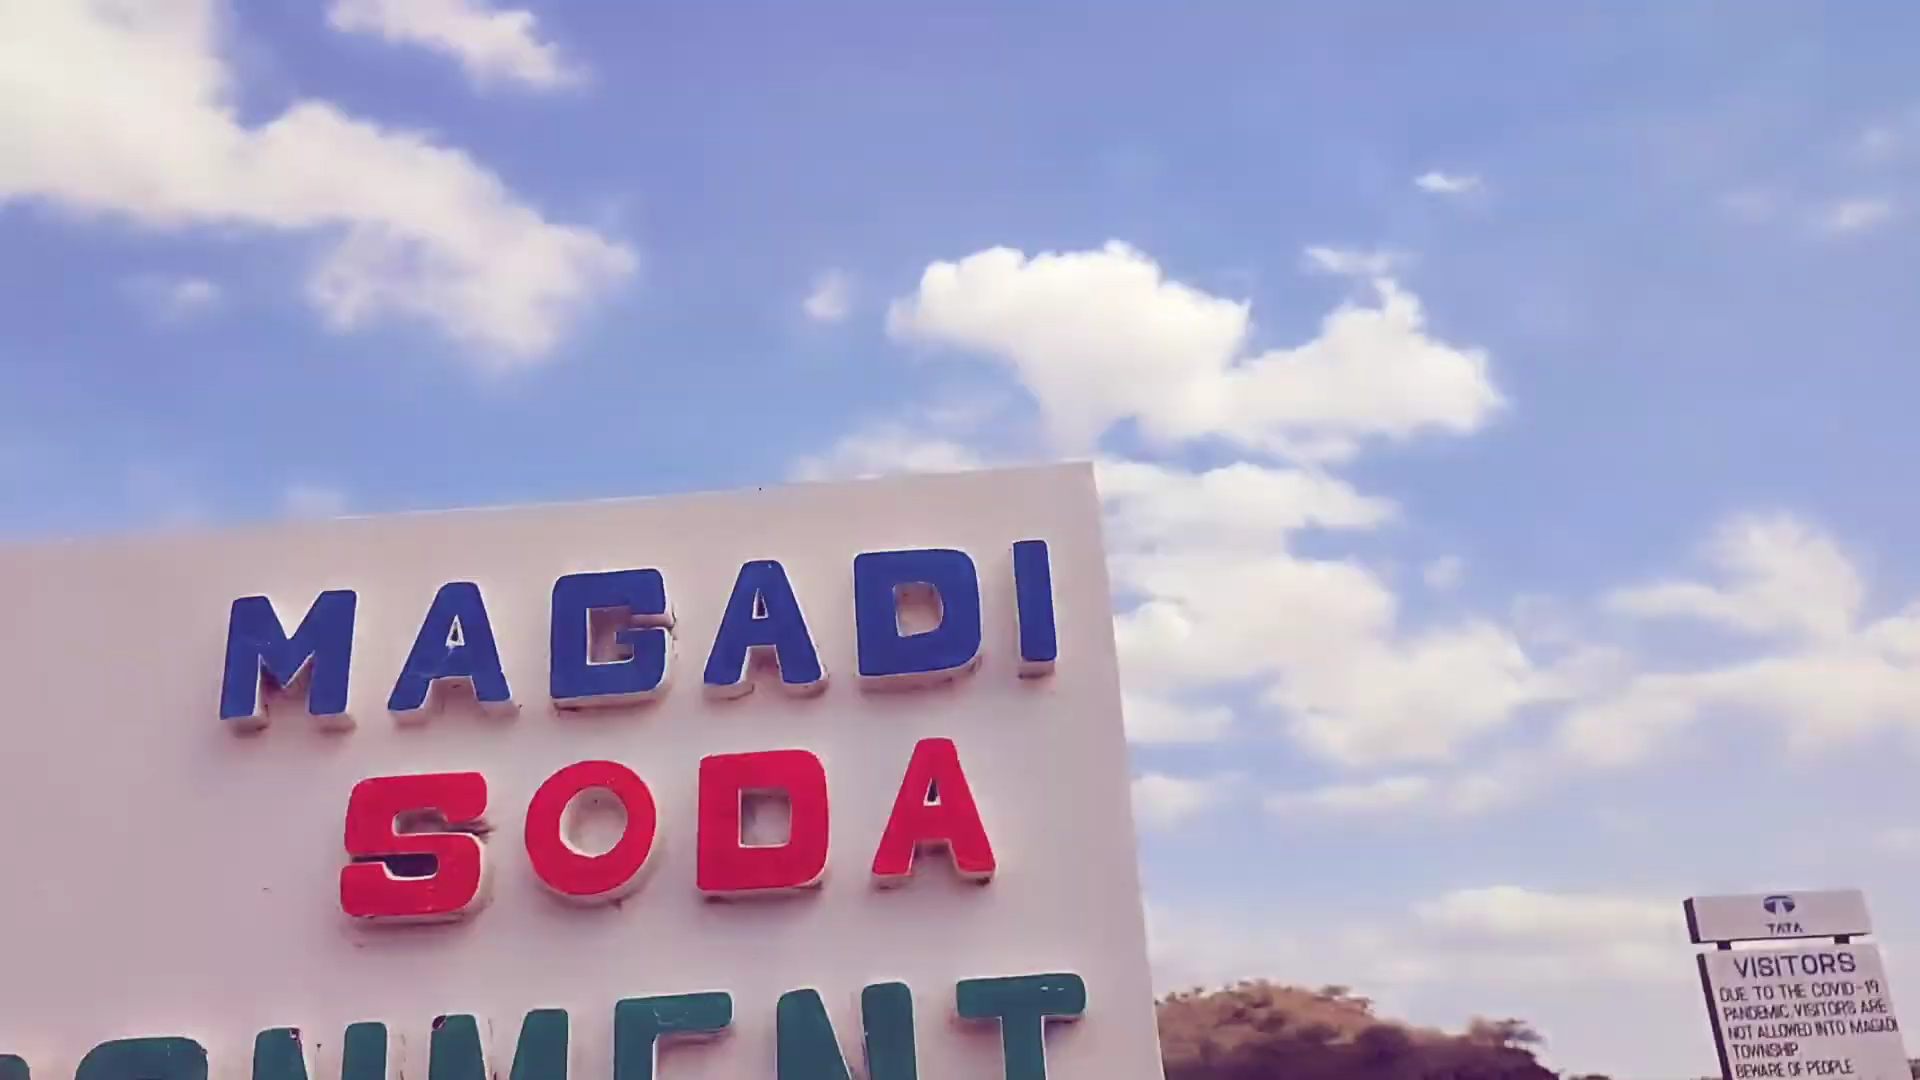 MAGADI
SODA
TATA
VISITORS
DUE TO THE COVID-19
PANDEMIC, VISITORS ARE
NOT ALLOWED INTO MAGADI
TOWNSHIP
BEWARE OF PEOPLE